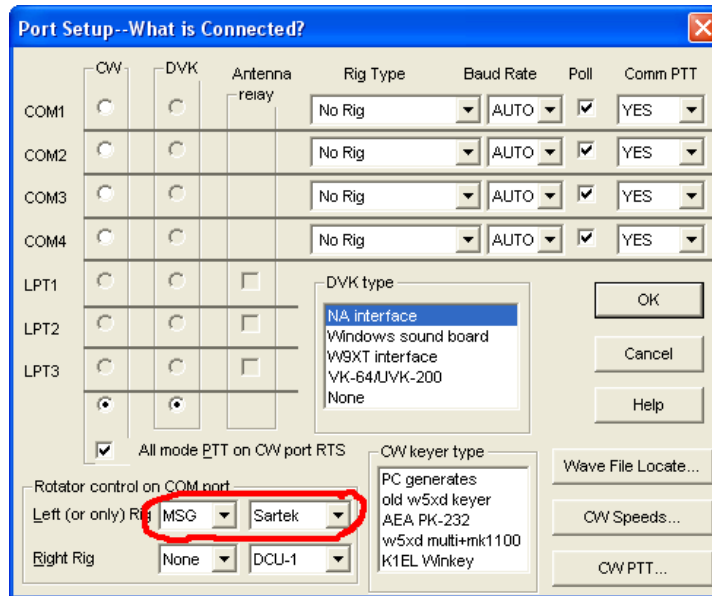 Port Setup--What is Connected?
CW DVK Antenna relay Rig Type Baud Rate Poll Comm PTT
COM1 No Rig AUTO YES
COM2 No Rig AUTO YES
COM3 No Rig AUTO YES
COM4 No Rig AUTO YES
LPT1
LPT2
LPT3
DVK type
NA interface
Windows sound board
W9XT interface
VK-64/UVK-200
None
OK
Cancel
Help
All mode PTT on CW port RTS
Rotator control on COM port
Left (or only) Rig MSG Sartek
Right Rig None DCU-1
CW keyer type
PC generates
old w5xd keyer
AEA PK-232
w5xd multi+mk1100
K1EL Winkey
Wave File Locate...
CW Speeds...
CW PTT...